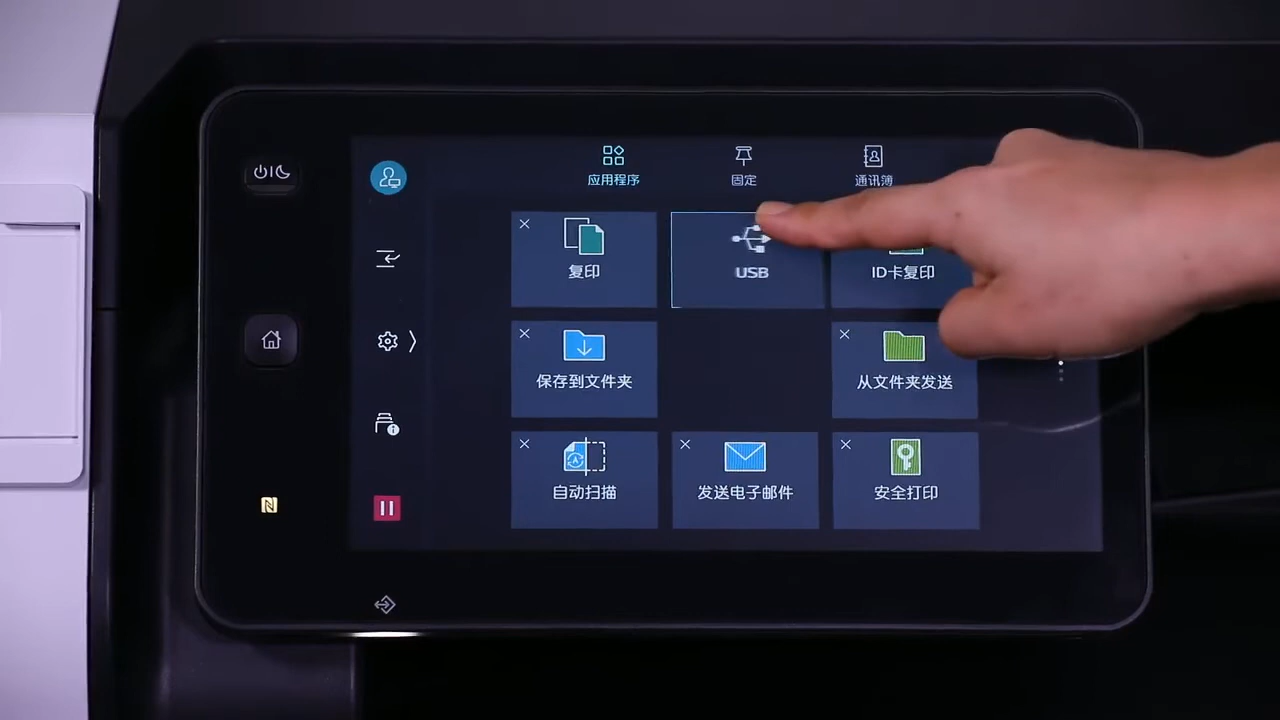 应用程序
固定
通讯簿
复印
USB
ID卡复印
保存到文件夹
从文件夹发送
自动扫描
发送电子邮件
安全打印